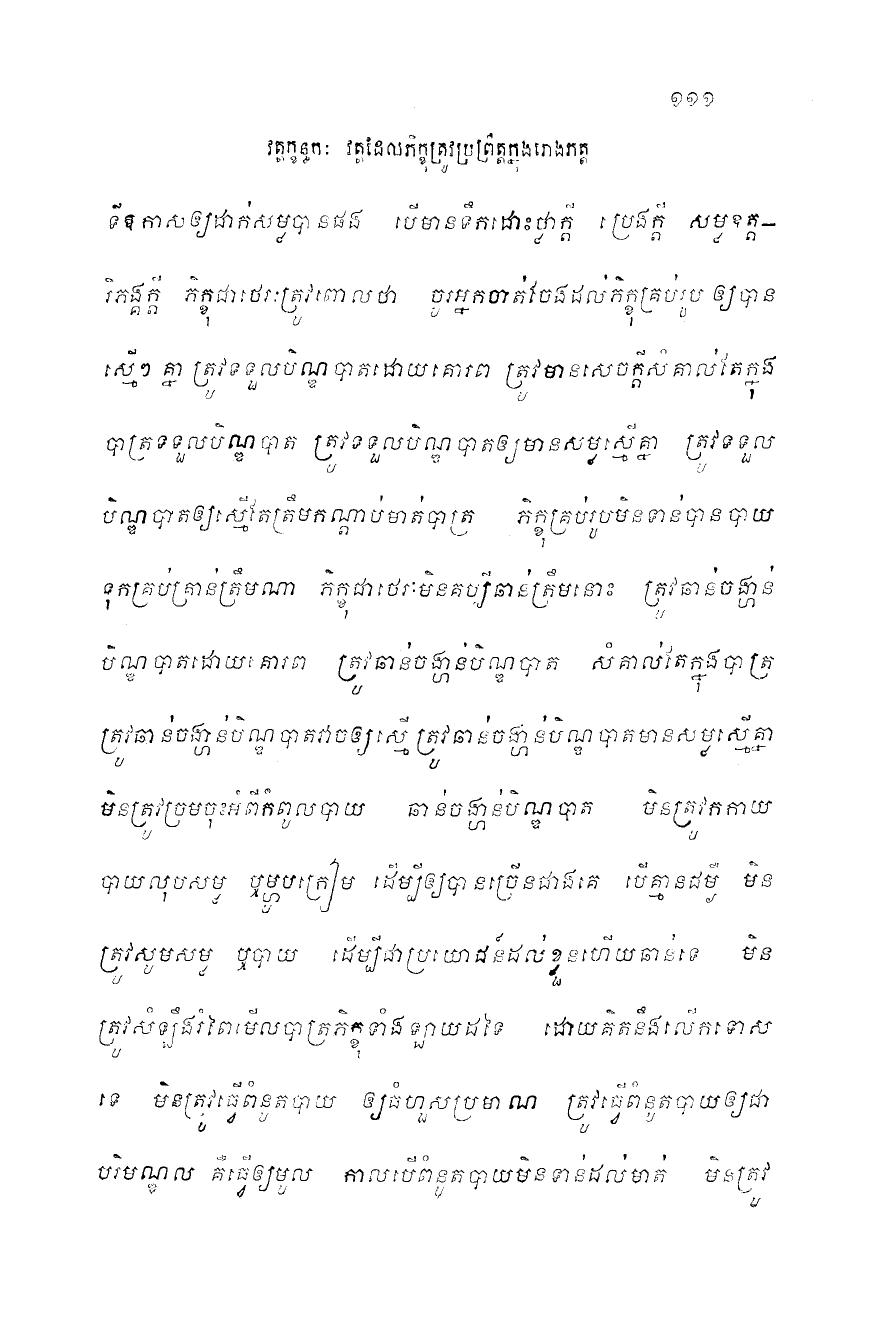 ១១១
វត្តក្ខន្ធកៈ វត្តដែលភិក្ខុត្រូវប្រព្រឹត្តក្នុងរោងភត្ត
ទីឱកាសឲ្យដាក់សម្លបានផង បើមានទឹកដោះថ្លាក្តី ប្រេងក្តី សម្លឧត្ត-
រិភង្គក្តី ភិក្ខុជាថេរៈត្រូវពោលថា ចូរអ្នកចាត់ចែងដល់ភិក្ខុគ្រប់រូប ឲ្យបាន
ស្មើៗ គ្នា ត្រូវទទួលបិណ្ឌបាតដោយគោរព ត្រូវមានសេចក្តីសំគាល់តែក្នុង
បាត្រទទួលបិណ្ឌបាត ត្រូវទទួលបិណ្ឌបាតឲ្យមានសម្លស្មើគ្នា ត្រូវទទួល
បិណ្ឌបាតឲ្យស្មើតែត្រឹមកណ្តាប់មាត់បាត្រ ភិក្ខុគ្រប់រូបមិនទាន់បានបាយ
ទុកគ្រប់គ្រាន់ត្រឹមណា ភិក្ខុជាថេរៈមិនគប្បីឆាន់ត្រឹមនោះ ត្រូវឆាន់ចង្ហាន់
បិណ្ឌបាតដោយគោរព ត្រូវឆាន់ចង្ហាន់បិណ្ឌបាត សំគាល់តែក្នុងបាត្រ
ត្រូវឆាន់ចង្ហាន់បិណ្ឌបាតវាចឲ្យស្មើ ត្រូវឆាន់ចង្ហាន់បិណ្ឌបាតមានសម្លស្មើគ្នា
មិនត្រូវច្រមចុះអំពីកំពូលបាយ ឆាន់ចង្ហាន់បិណ្ឌបាត មិនត្រូវកកាយ
បាយលុបសម្ល ឬម្ហូបក្រៀម ដើម្បីឲ្យបានច្រើនជាងគេ បើគ្មានជម្ងឺ មិន
ត្រូវសូមសម្ល ឬបាយ ដើម្បីជាប្រយោជន៍ដល់ខ្លួនហើយឆាន់ទេ មិន
ត្រូវសំឡឹងរំពៃមើលបាត្រភិក្ខុទាំងឡាយដទៃ ដោយគិតនឹងលើកទោស
ទេ មិនត្រូវធ្វើពំនូតបាយ ឲ្យធំហួសប្រមាណ ត្រូវធ្វើពំនូតបាយឲ្យជា
បរិមណ្ឌល គឺធ្វើឲ្យមូល កាលបើពំនូតបាយមិនទាន់ដល់មាត់ មិនត្រូវ